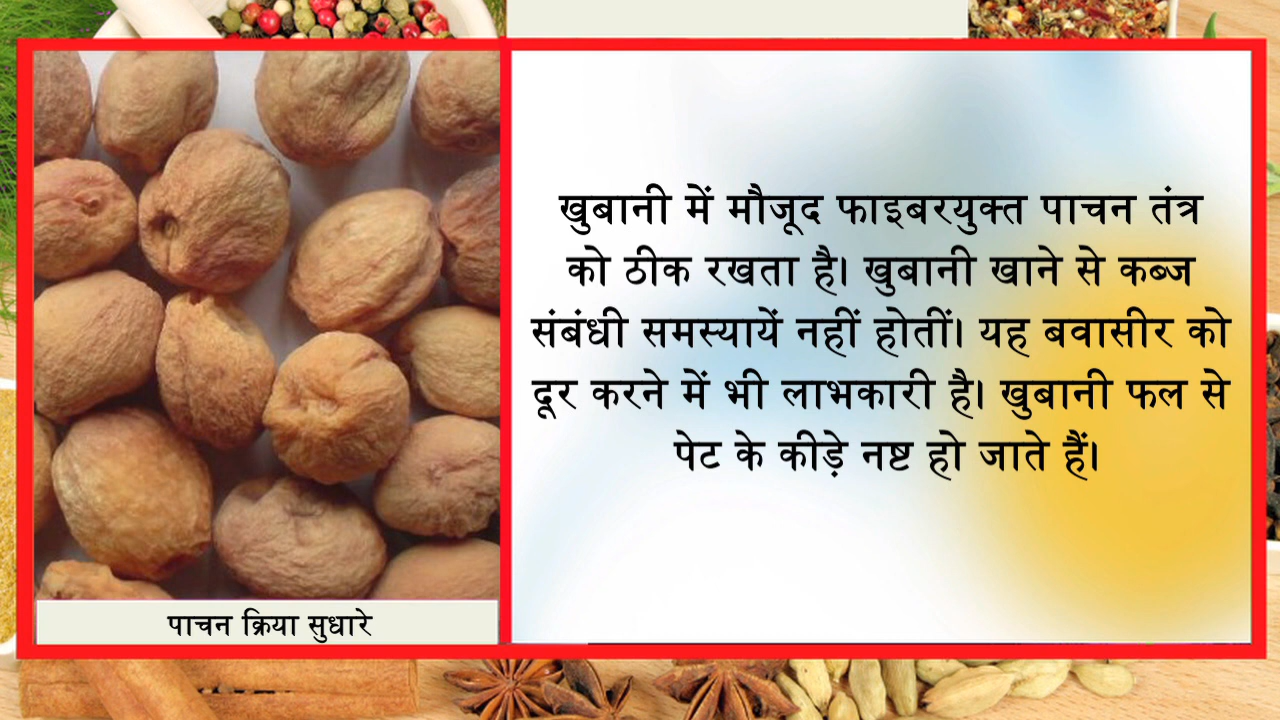 खुबानी में मौजूद फाइबरयुक्त पाचन तंत्र
को ठीक रखता है। खुबानी खाने से कब्ज
संबंधी समस्यायें नहीं होतीं। यह बवासीर को
दूर करने में भी लाभकारी है। खुबानी फल से
पेट के कीड़े नष्ट हो जाते हैं।
पाचन क्रिया सुधारे